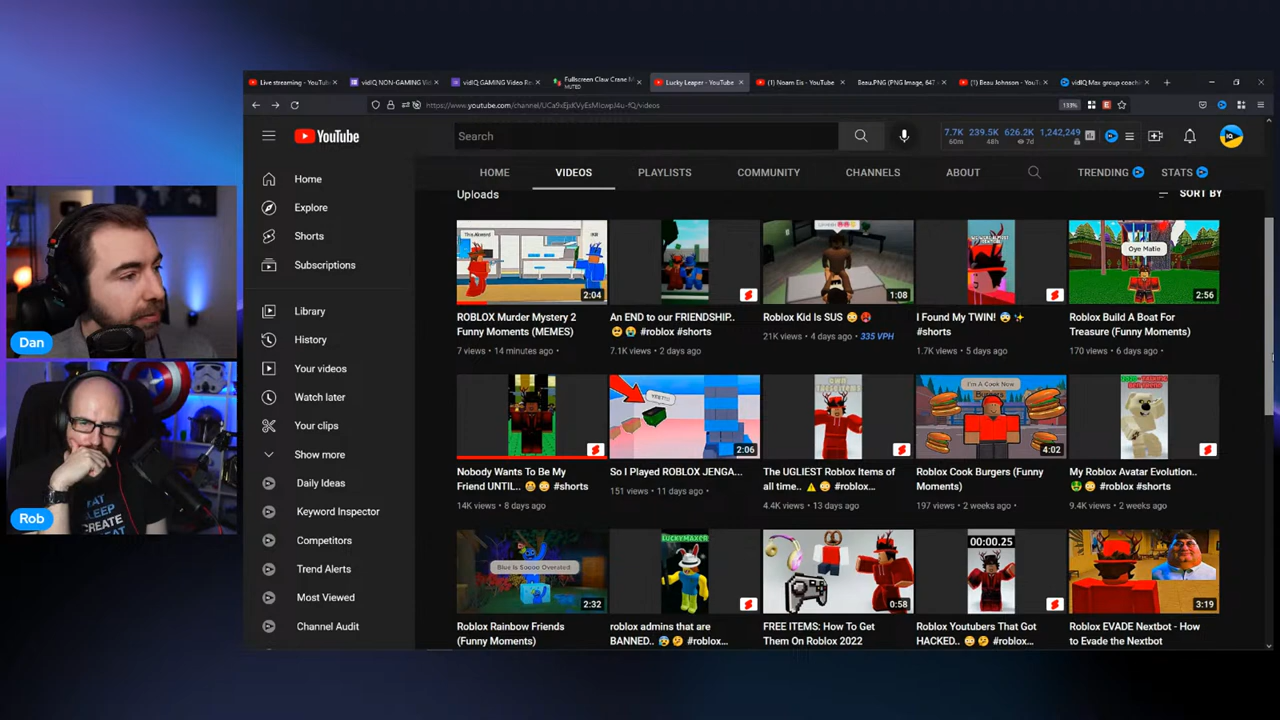 Live streaming - YouTu
vidIQ NON-GAMING Vi
vidIQ GAMING Video Re
Fullscreen Claw Crane M
MUTED
Lucky Leaper - YouTube
(1) Noam Eis - YouTube
Beau.PNG (PNG Image, 647
(1) Beau Johnson - YouTu
vidIQ Max group coachi
133%
YouTube
Search
7.7K 239.5K 626.2K 1,242,249
60m 48h 7d
HOME
VIDEOS
PLAYLISTS
COMMUNITY
CHANNELS
ABOUT
TRENDING
STATS
Home
Explore
Shorts
Subscriptions
Library
History
Your videos
Watch later
Your clips
Show more
Daily Ideas
Keyword Inspector
Competitors
Trend Alerts
Most Viewed
Channel Audit
Uploads
SORT BY
2:04
1:08
Oye Matie
2:56
ROBLOX Murder Mystery 2
Funny Moments (MEMES)
7 views • 14 minutes ago •
An END to our FRIENDSHIP..
😔 😭 #roblox #shorts
7.1K views • 2 days ago •
Roblox Kid Is SUS 😳 🥵
21K views • 4 days ago • 335 VPH
I Found My TWIN! 😨 ✨
#shorts
1.7K views • 5 days ago •
Roblox Build A Boat For
Treasure (Funny Moments)
170 views • 6 days ago •
2:06
I'm A Cook Now
Burgers
4:02
Nobody Wants To Be My
Friend UNTIL.. 😳 #shorts
14K views • 8 days ago •
So I Played ROBLOX JENGA...
151 views • 11 days ago •
The UGLIEST Roblox Items of
all time.. ⚠️ 😳 #roblox...
4.4K views • 13 days ago •
Roblox Cook Burgers (Funny
Moments)
197 views • 2 weeks ago •
My Roblox Avatar Evolution..
🤑 😳 #roblox #shorts
9.4K views • 2 weeks ago •
Blue Is Soooo Overated
2:32
LUCKYMAXER
0:58
00:00.25
3:19
Roblox Rainbow Friends
(Funny Moments)
roblox admins that are
BANNED.. 😰 🤔 #roblox...
FREE ITEMS: How To Get
Them On Roblox 2022
Roblox Youtubers That Got
HACKED.. 😳 🤔 #roblox...
Roblox EVADE Nextbot - How
to Evade the Nextbot
Dan
Rob
EAT
SLEEP
CREATE